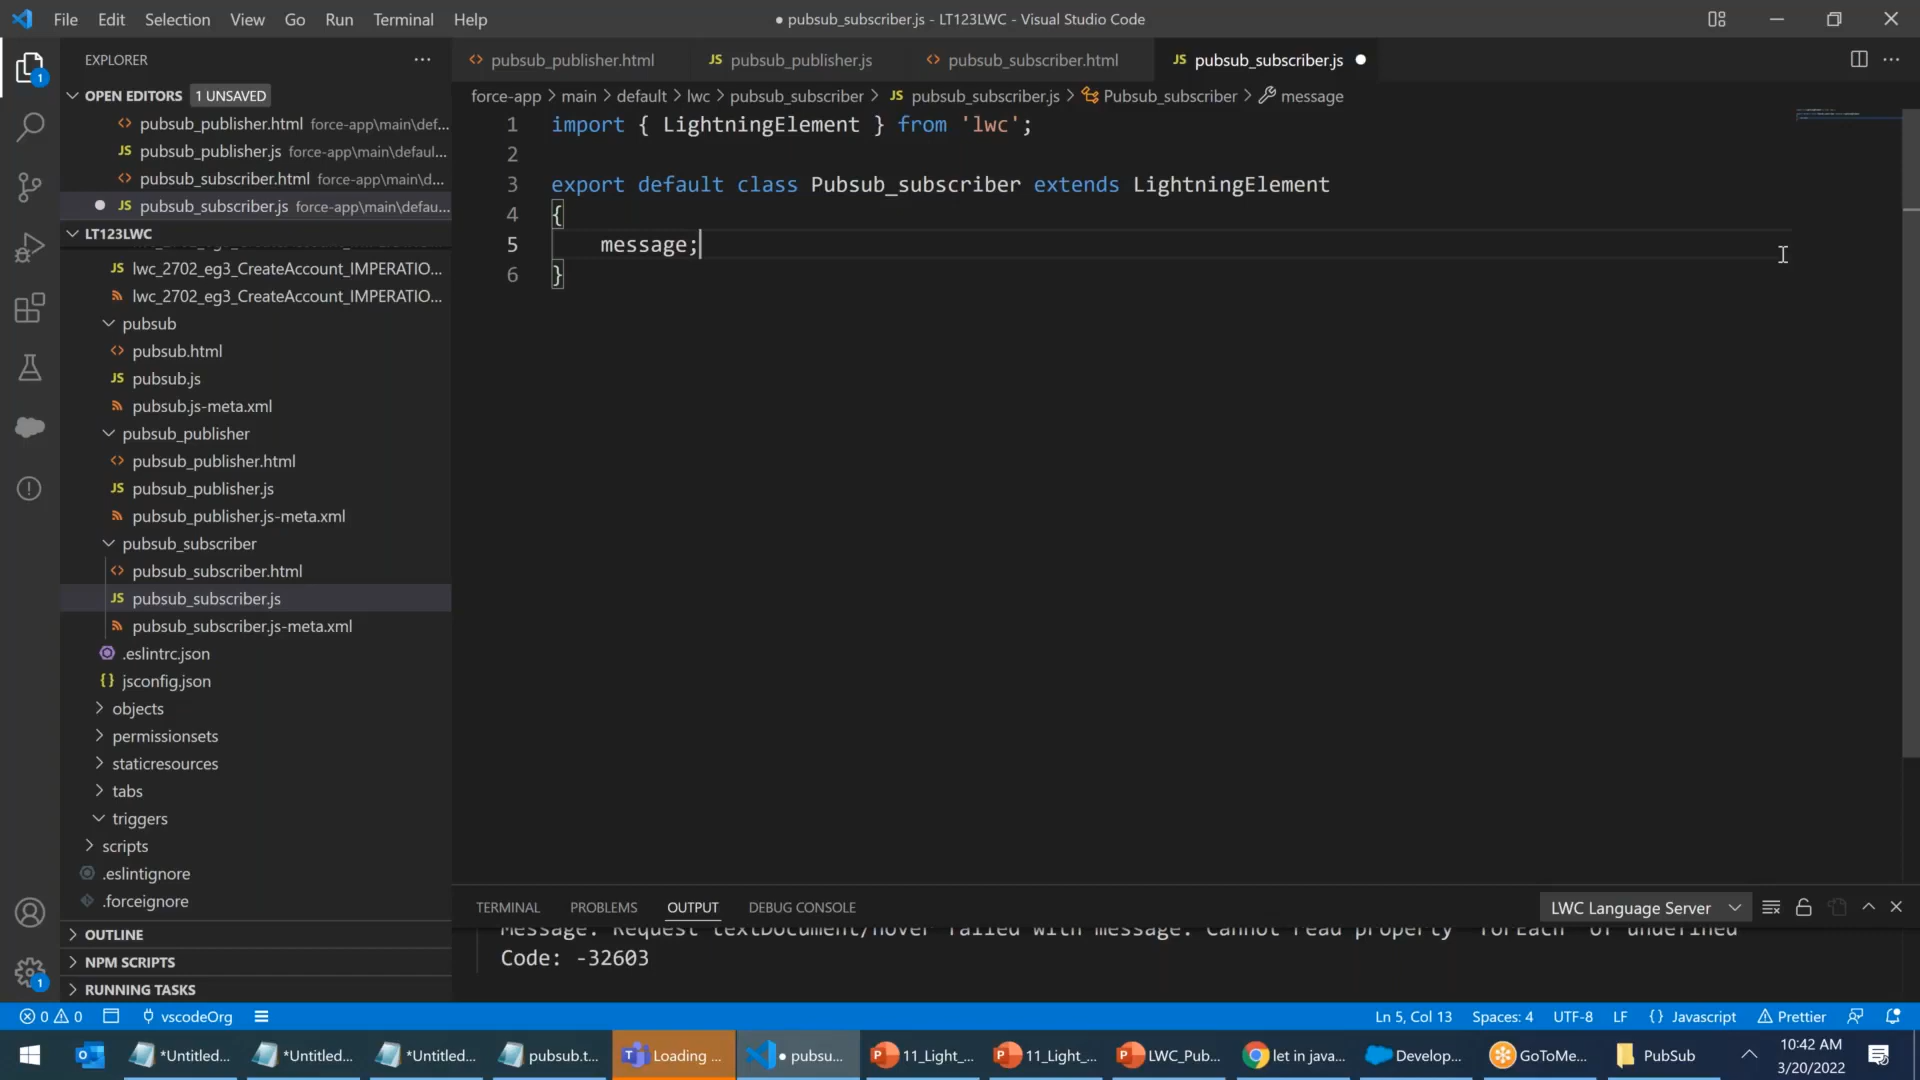 File Edit Selection View Go Run Terminal Help
● pubsub_subscriber.js - LT123LWC - Visual Studio Code
EXPLORER
OPEN EDITORS 1 UNSAVED
pubsub_publisher.html force-app\main\def...
JS pubsub_publisher.js force-app\main\defaul...
pubsub_subscriber.html force-app\main\d...
JS pubsub_subscriber.js force-app\main\defau...
LT123LWC
JS lwc_2702_eg3_CreateAccount_IMPERATIO...
lwc_2702_eg3_CreateAccount_IMPERATIO...
pubsub
pubsub.html
JS pubsub.js
pubsub.js-meta.xml
pubsub_publisher
pubsub_publisher.html
JS pubsub_publisher.js
pubsub_publisher.js-meta.xml
pubsub_subscriber
pubsub_subscriber.html
JS pubsub_subscriber.js
pubsub_subscriber.js-meta.xml
.eslintrc.json
{} jsconfig.json
objects
permissionsets
staticresources
tabs
triggers
scripts
.eslintignore
.forceignore
OUTLINE
NPM SCRIPTS
RUNNING TASKS
pubsub_publisher.html JS pubsub_publisher.js pubsub_subscriber.html JS pubsub_subscriber.js
force-app > main > default > lwc > pubsub_subscriber > JS pubsub_subscriber.js > Pubsub_subscriber > message
1 import { LightningElement } from 'lwc';
2
3 export default class Pubsub_subscriber extends LightningElement
4 {
5 message;
6 }
TERMINAL PROBLEMS OUTPUT DEBUG CONSOLE
LWC Language Server
Message: Request textDocument/hover failed with message: Cannot read property 'forEach' of undefined
Code: -32603
0 0 vscodeOrg
Ln 5, Col 13 Spaces: 4 UTF-8 LF {} Javascript Prettier
*Untitled... *Untitled... *Untitled... pubsub.t... Loading ... ● pubsu... 11_Light_... 11_Light_... LWC_Pub... let in java... Develop... GoToMe... PubSub
10:42 AM
3/20/2022